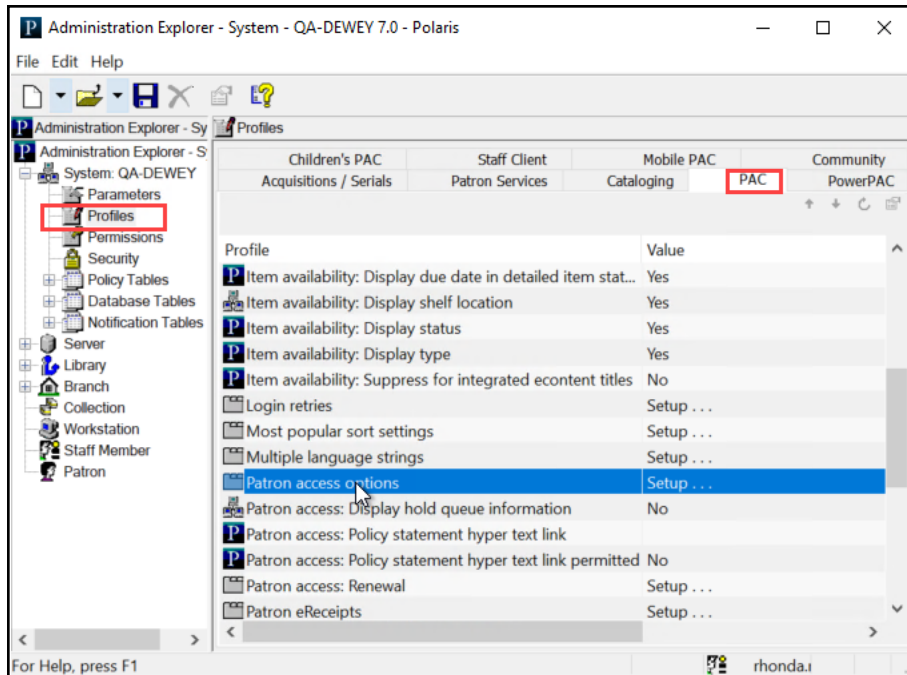 Administration Explorer - System - QA-DEWEY 7.0 - Polaris
File Edit Help
Administration Explorer - Sy
Profiles
Administration Explorer - S
System: QA-DEWEY
Parameters
Profiles
Permissions
Security
Policy Tables
Database Tables
Notification Tables
Server
Library
Branch
Collection
Workstation
Staff Member
Patron
Children's PAC Staff Client Mobile PAC Community
Acquisitions / Serials Patron Services Cataloging PAC PowerPAC
Profile Value
Item availability: Display due date in detailed item stat... Yes
Item availability: Display shelf location Yes
Item availability: Display status Yes
Item availability: Display type Yes
Item availability: Suppress for integrated econtent titles No
Login retries Setup . . .
Most popular sort settings Setup . . .
Multiple language strings Setup . . .
Patron access options Setup . . .
Patron access: Display hold queue information No
Patron access: Policy statement hyper text link
Patron access: Policy statement hyper text link permitted No
Patron access: Renewal Setup . . .
Patron eReceipts Setup . . .
For Help, press F1
rhonda.r